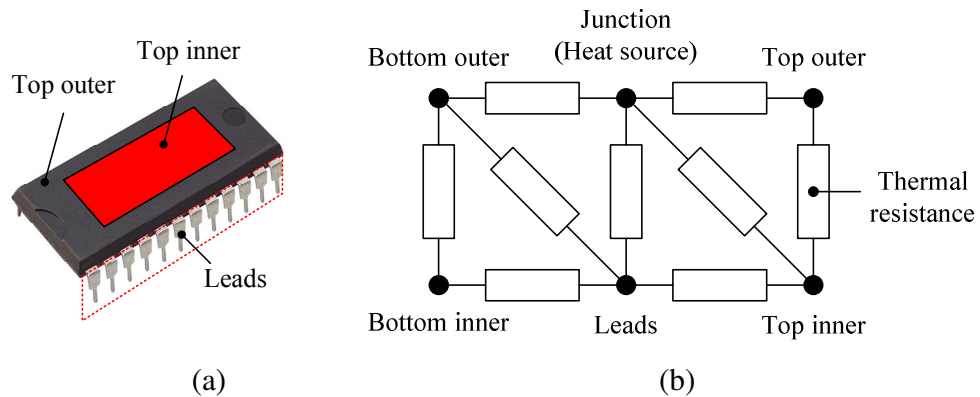 Top inner
Top outer
Leads
(a)
Junction
(Heat source)
Bottom outer
Top outer
Thermal
resistance
Bottom inner
Leads
Top inner
(b)